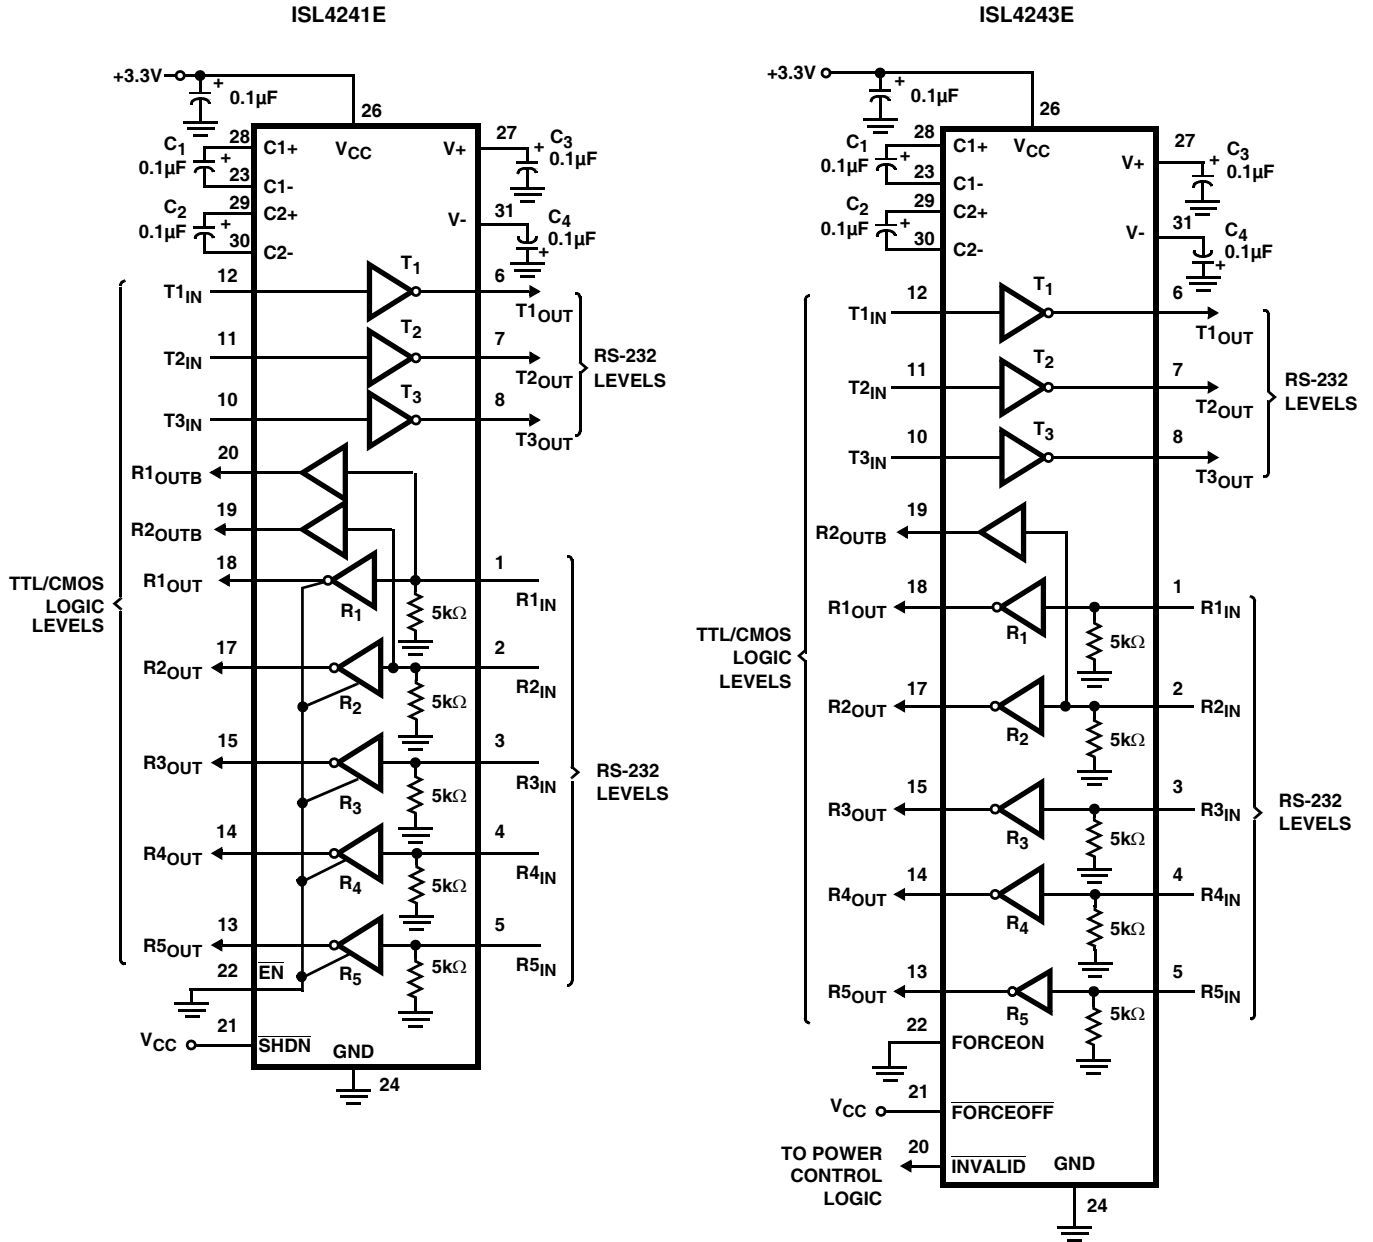 ISL4241E
+3.3V
+
0.1µF
26
28
C1
0.1µF
+
23
C1+
C1-
VCC
V+
27
+
C3
0.1µF
29
C2
0.1µF
+
30
C2+
C2-
V-
31
C4
0.1µF
+
12
T1IN
T1
6
T1OUT
11
T2IN
T2
7
T2OUT
RS-232
LEVELS
10
T3IN
T3
8
T3OUT
20
R1OUTB
19
R2OUTB
18
R1OUT
R1
1
R1IN
5kΩ
TTL/CMOS
LOGIC
LEVELS
17
R2OUT
R2
2
R2IN
5kΩ
15
R3OUT
R3
3
R3IN
5kΩ
RS-232
LEVELS
14
R4OUT
R4
4
R4IN
5kΩ
13
R5OUT
R5
5
R5IN
5kΩ
22
EN
21
VCC
SHDN
GND
24
ISL4243E
+3.3V
+
0.1µF
26
28
C1
0.1µF
+
23
C1+
C1-
VCC
V+
27
+
C3
0.1µF
29
C2
0.1µF
+
30
C2+
C2-
V-
31
C4
0.1µF
+
12
T1IN
T1
6
T1OUT
11
T2IN
T2
7
T2OUT
RS-232
LEVELS
10
T3IN
T3
8
T3OUT
19
R2OUTB
18
R1OUT
R1
1
R1IN
5kΩ
TTL/CMOS
LOGIC
LEVELS
17
R2OUT
R2
2
R2IN
5kΩ
15
R3OUT
R3
3
R3IN
5kΩ
RS-232
LEVELS
14
R4OUT
R4
4
R4IN
5kΩ
13
R5OUT
R5
5
R5IN
5kΩ
22
FORCEON
21
VCC
FORCEOFF
20
TO POWER
CONTROL
LOGIC
INVALID
GND
24